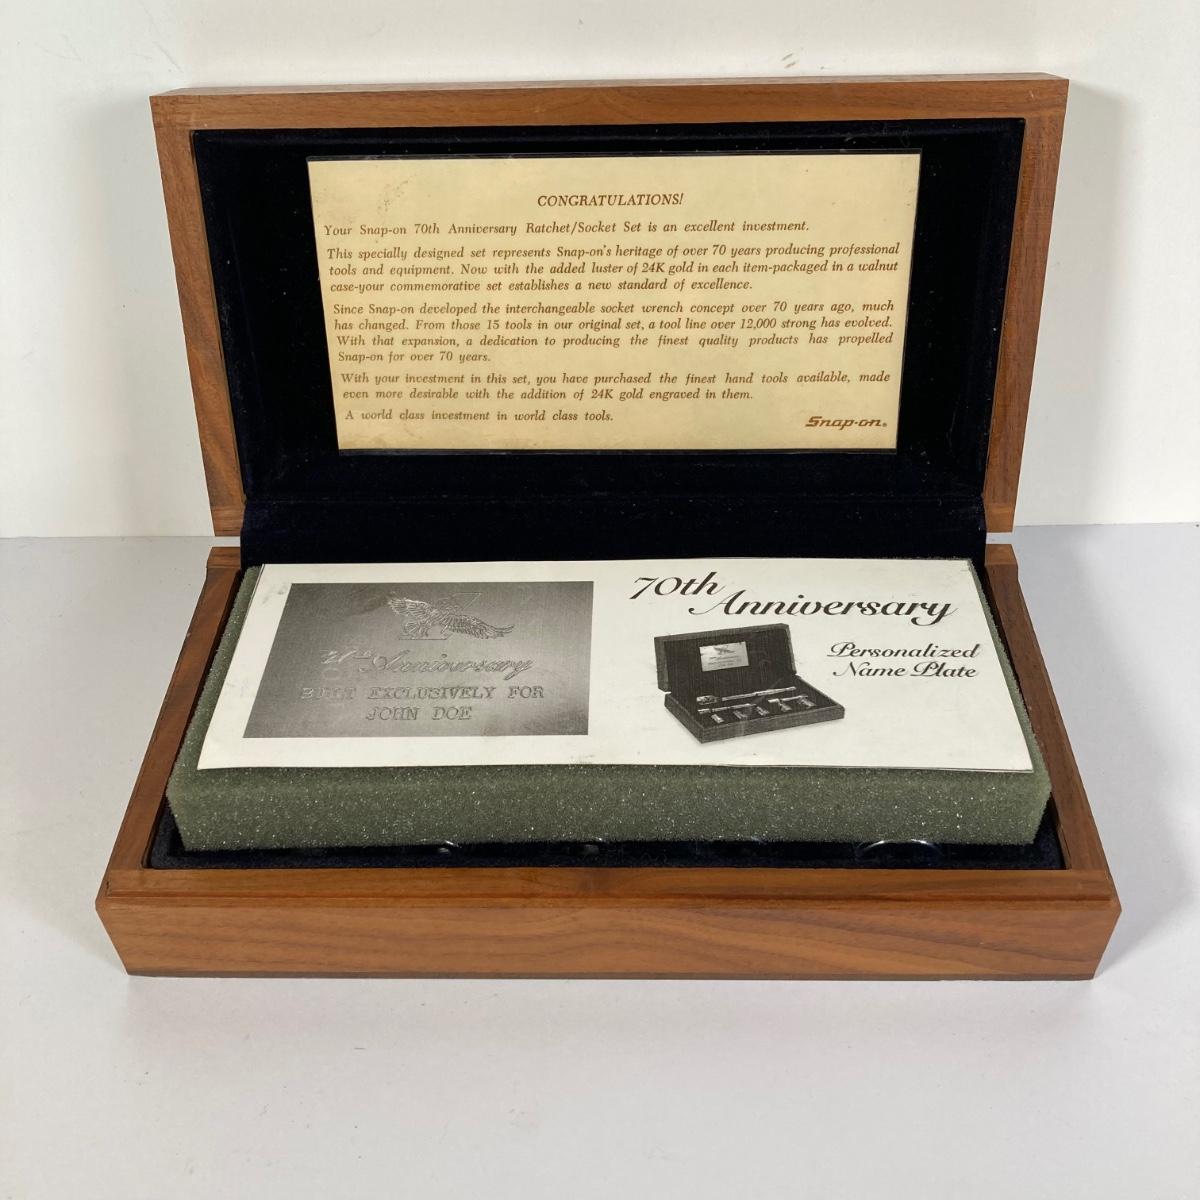 CONGRATULATIONS!
Your Snap-on 70th Anniversary Ratchet/Socket Set is an excellent investment.
This specially designed set represents Snap-on's heritage of over 70 years producing professional
tools and equipment. Now with the added luster of 24K gold in each item-packaged in a walnut
case-your commemorative set establishes a new standard of excellence.
Since Snap-on developed the interchangeable socket wrench concept over 70 years ago, much
has changed. From those 15 tools in our original set, a tool line over 12,000 strong has evolved.
With that expansion, a dedication to producing the finest quality products has propelled
Snap-on for over 70 years.
With your investment in this set, you have purchased the finest hand tools available, made
even more desirable with the addition of 24K gold engraved in them.
A world class investment in world class tools.
Snap-on®
Anniversary
BUILT EXCLUSIVELY FOR
JOHN DOE
70th
Anniversary
Personalized
Name Plate